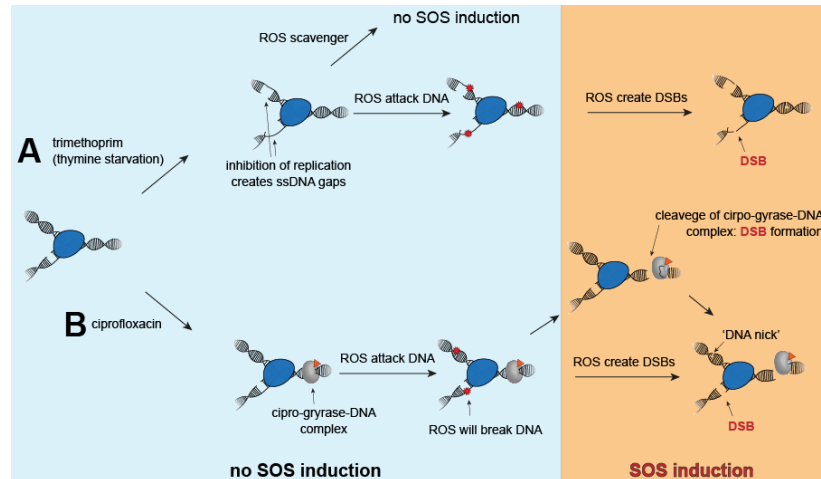 no SOS induction
ROS scavenger
ROS attack DNA
ROS create DSBs
A
trimethoprim
(thymine starvation)
inhibition of replication
creates ssDNA gaps
DSB
cleavege of cirpo-gyrase-DNA
complex: DSB formation
B
ciprofloxacin
'DNA nick'
ROS attack DNA
ROS create DSBs
cipro-gryrase-DNA
complex
ROS will break DNA
DSB
no SOS induction
SOS induction